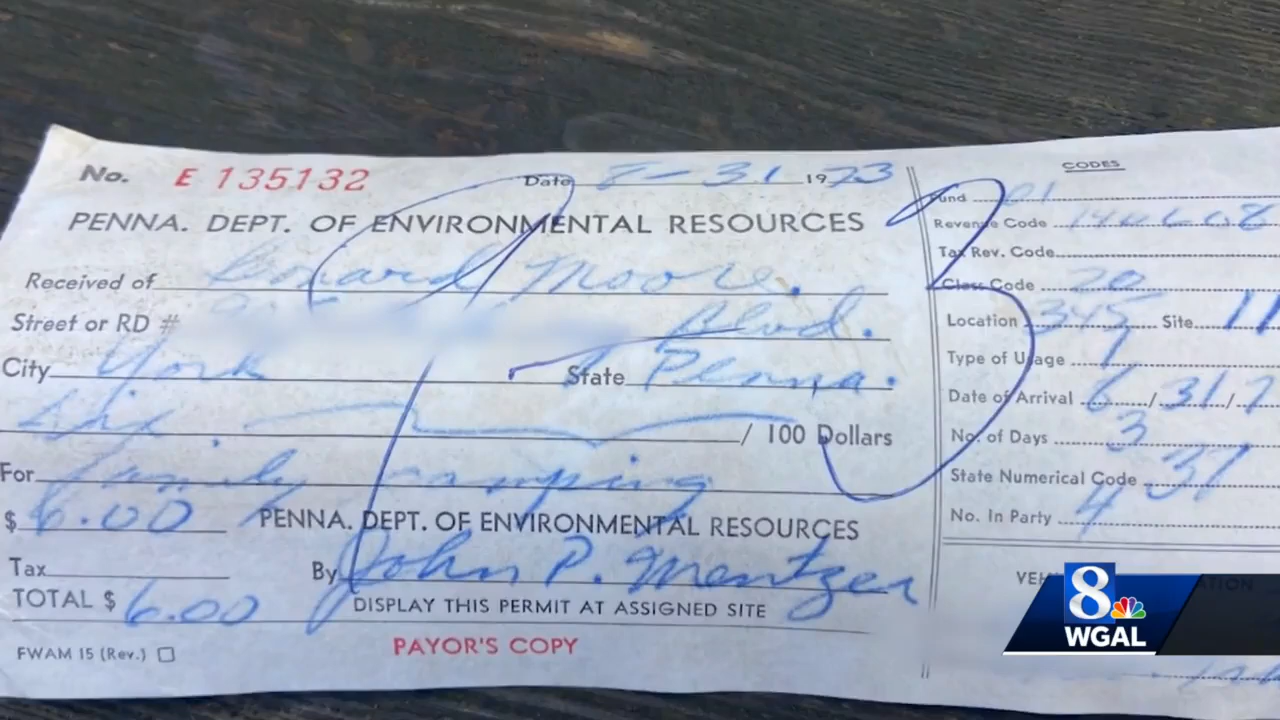 No. E 135132 Date 8-31 1973
PENNA. DEPT. OF ENVIRONMENTAL RESOURCES
Received of Donard Moore.
Street or RD # Blvd.
City York State Penna.
Six. / 100 Dollars
For Family Camping
$ 6.00 PENNA. DEPT. OF ENVIRONMENTAL RESOURCES
Tax
By John P. Mentzer
TOTAL $ 6.00 DISPLAY THIS PERMIT AT ASSIGNED SITE
FWAM 15 (Rev.)
PAYOR'S COPY
CODES
Fund 01
Revenue Code
Tax Rev. Code
Class Code 20
Location 345 Site 11
Type of Usage 1
Date of Arrival / 31 / 7
No. of Days 3
State Numerical Code 37
No. In Party 4
8
WGAL